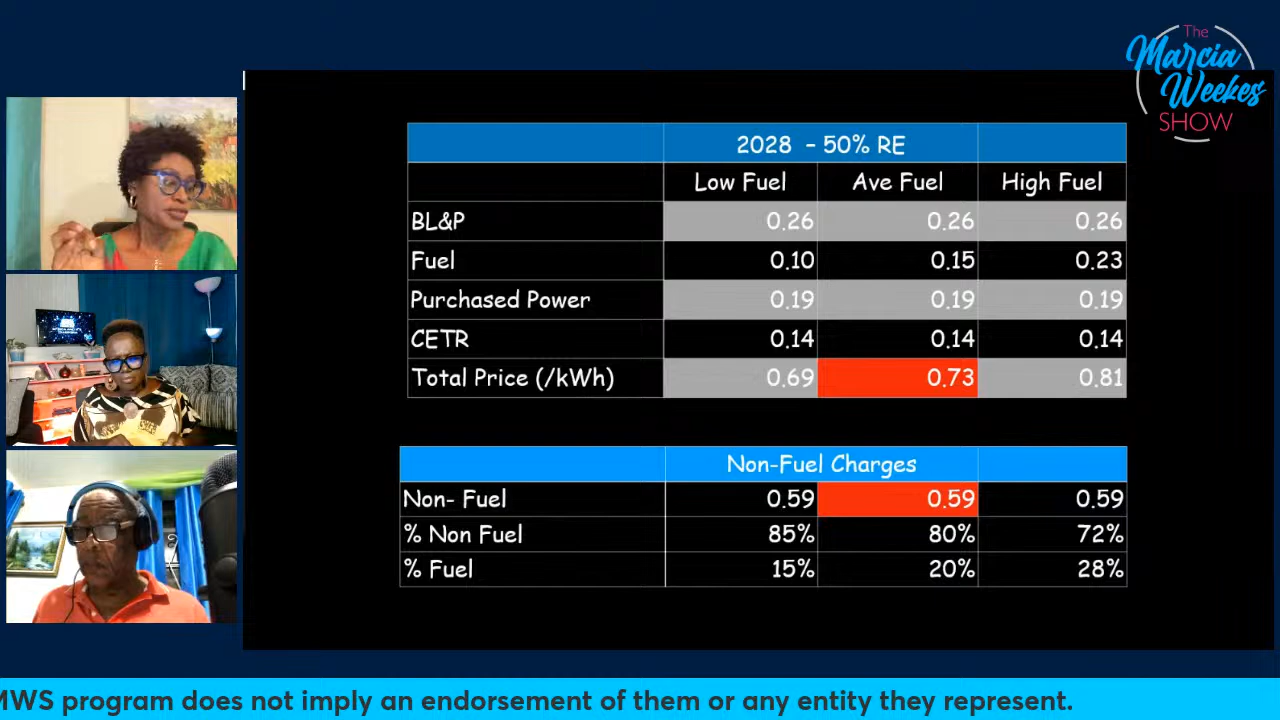 The
Marcia
Weekes
SHOW
2028 - 50% RE
Low Fuel Ave Fuel High Fuel
BL&P 0.26 0.26 0.26
Fuel 0.10 0.15 0.23
Purchased Power 0.19 0.19 0.19
CETR 0.14 0.14 0.14
Total Price (/kWh) 0.69 0.73 0.81
Non-Fuel Charges
Non- Fuel 0.59 0.59 0.59
% Non Fuel 85% 80% 72%
% Fuel 15% 20% 28%
MWS program does not imply an endorsement of them or any entity they represent.